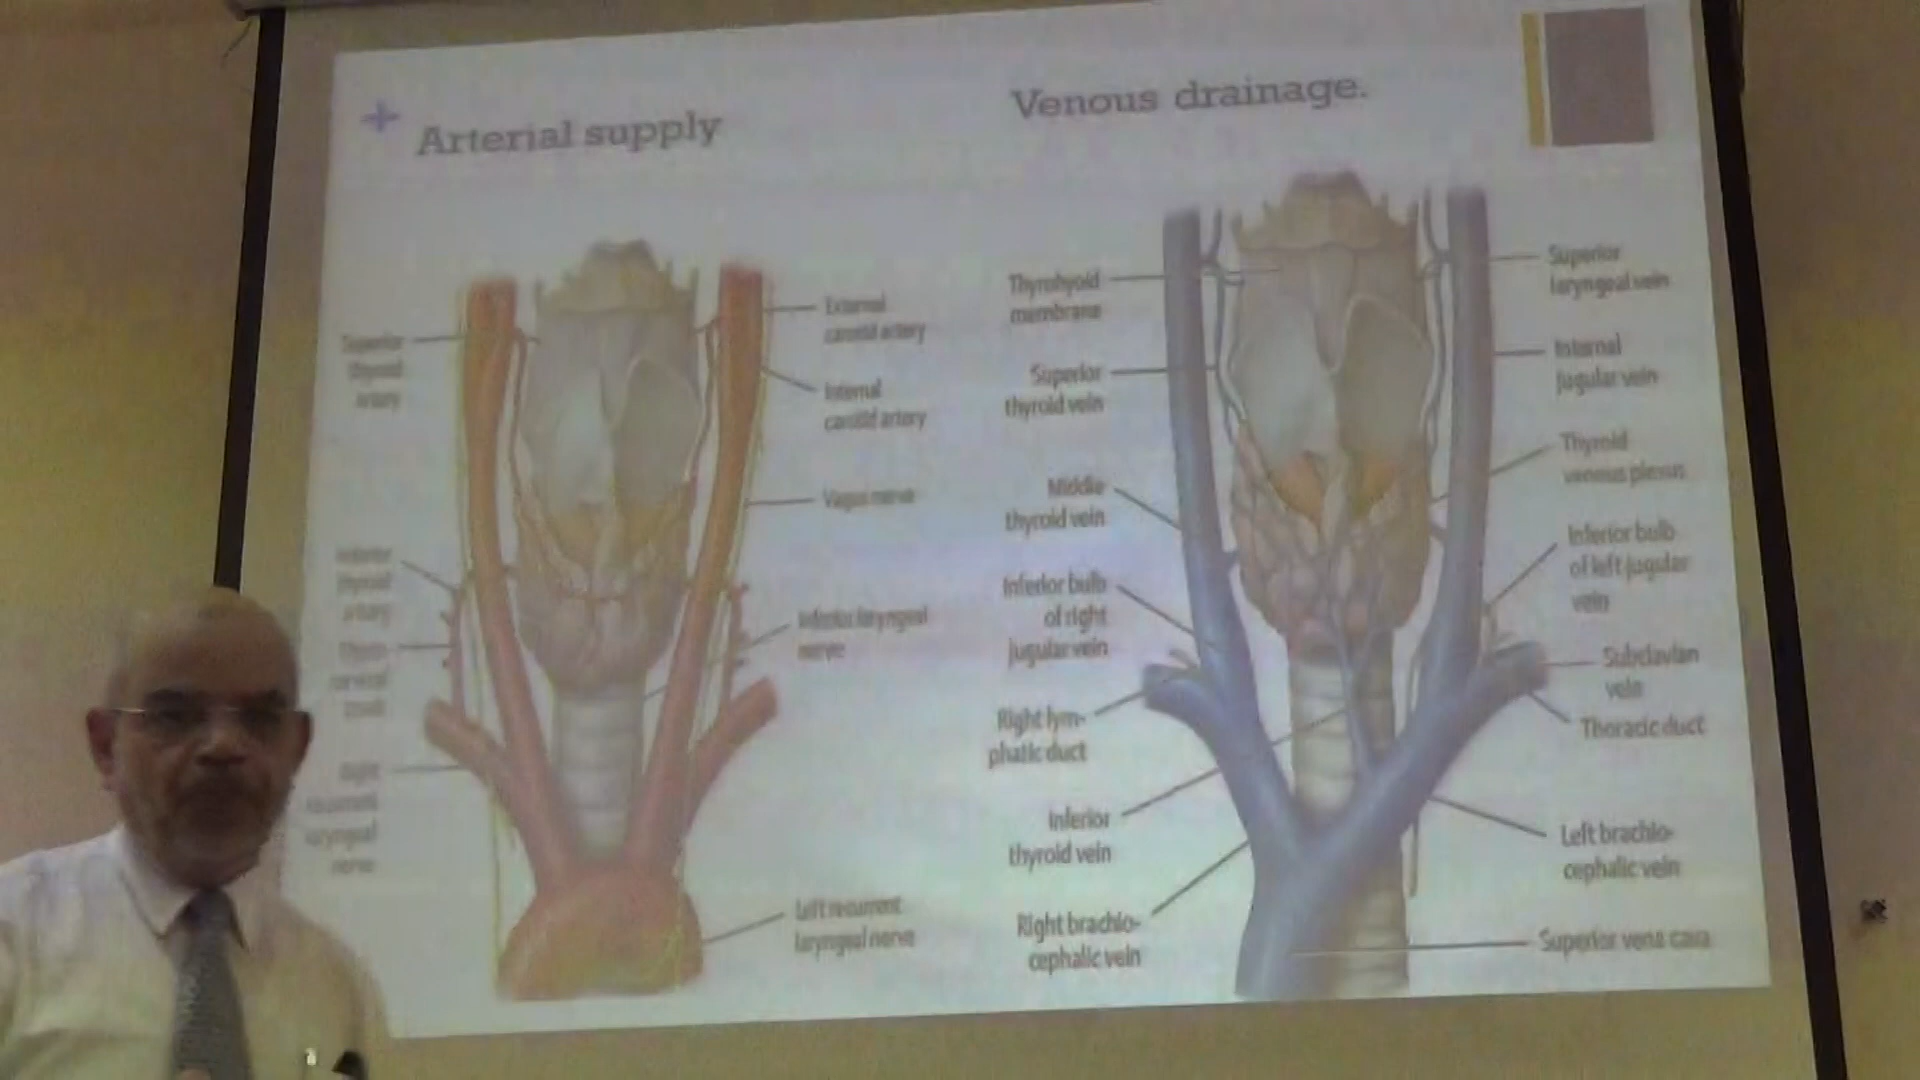 +
Arterial supply
Superior
thyroid
artery
Inferior
thyroid
artery
Right
laryngeal
nerve
External
carotid artery
Internal
carotid artery
Vagus nerve
Inferior laryngeal
nerve
Left recurrent
laryngeal nerve
Venous drainage.
Thyrohyoid
membrane
Superior
thyroid vein
Middle
thyroid vein
Inferior bulb
of right
jugular vein
Right lym-
phatic duct
Inferior
thyroid vein
Right brachio-
cephalic vein
Superior
laryngeal vein
Internal
jugular vein
Thyroid
venous plexus
Inferior bulb
of left jugular
vein
Subclavian
vein
Thoracic duct
Left brachio-
cephalic vein
Superior vena cava